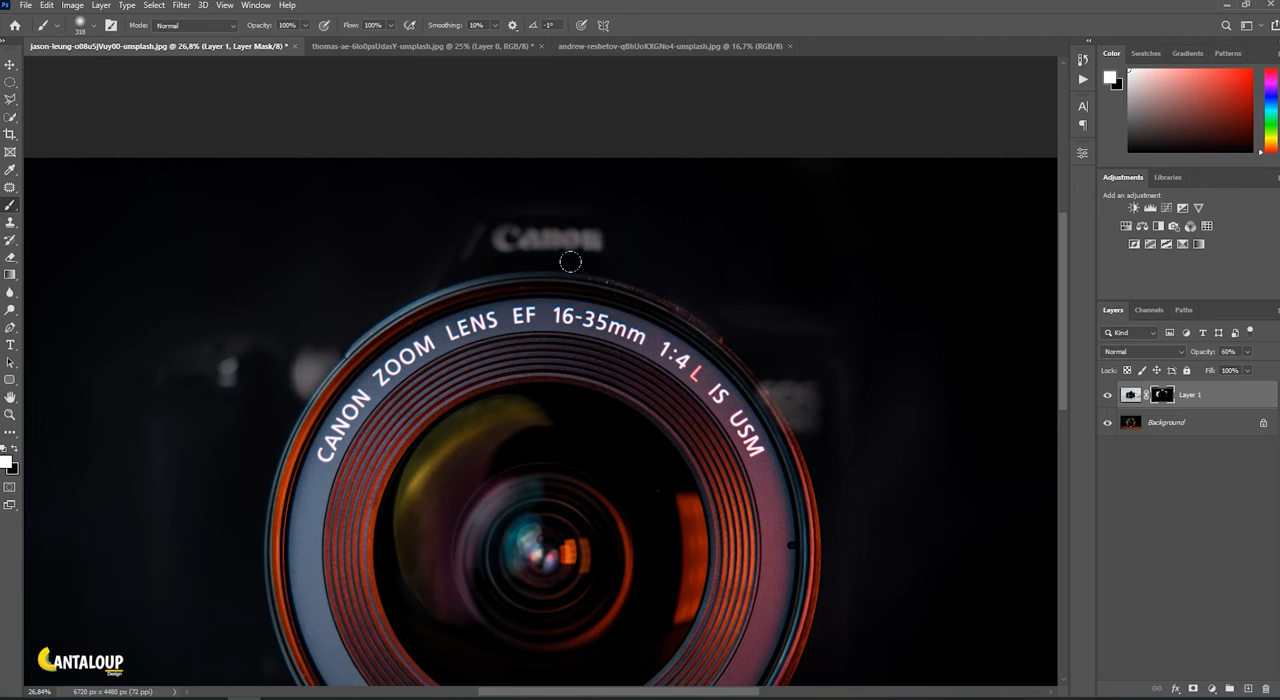 Ps File Edit Image Layer Type Select Filter 3D View Window Help
318 Mode: Normal Opacity: 100% Flow: 100% Smoothing: 10% -1°
jason-leung-o08u5jVuy00-unsplash.jpg @ 26,8% (Layer 1, Layer Mask/8) * × thomas-ae-6Io0psUdasY-unsplash.jpg @ 25% (Layer 0, RGB/8) * × andrew-reshetov-qBhUoKXGNo4-unsplash.jpg @ 16,7% (RGB/8) ×
Color Swatches Gradients Patterns
Adjustments Libraries
Add an adjustment
Layers Channels Paths
Kind
Normal Opacity: 60%
Lock: Fill: 100%
Layer 1
Background
Canon
CANON ZOOM LENS EF 16-35mm 1:4 L IS USM
CANTALOUP
Design
26,84% 6720 px x 4480 px (72 ppi)